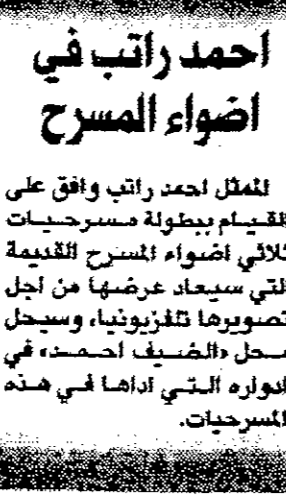 احمد راتب في
اضواء المسرح
الممثل احمد راتب وافق على
القيام ببطولة مسرحيات
ثلاثي اضواء المسرح القديمة
التي سيعاد عرضها من اجل
تصويرها تلفزيونيا، وسيحل
محل «الضيف احمد» في
ادواره التي اداها في هذه
المسرحيات.